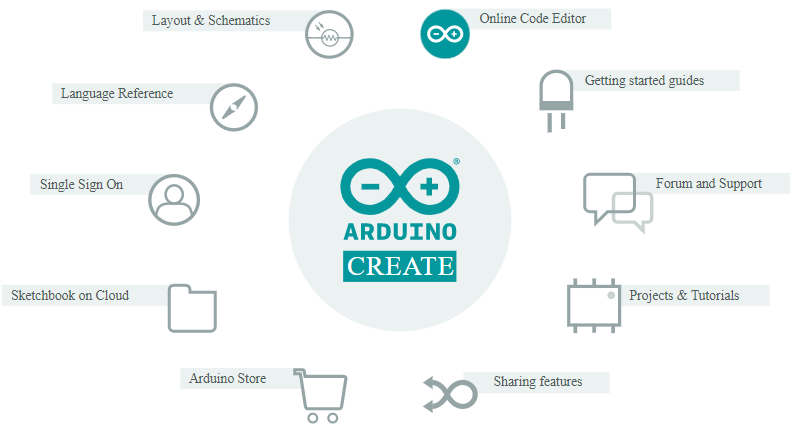 Layout & Schematics
Online Code Editor
Language Reference
Getting started guides
Single Sign On
Forum and Support
ARDUINO
CREATE
Sketchbook on Cloud
Projects & Tutorials
Arduino Store
Sharing features